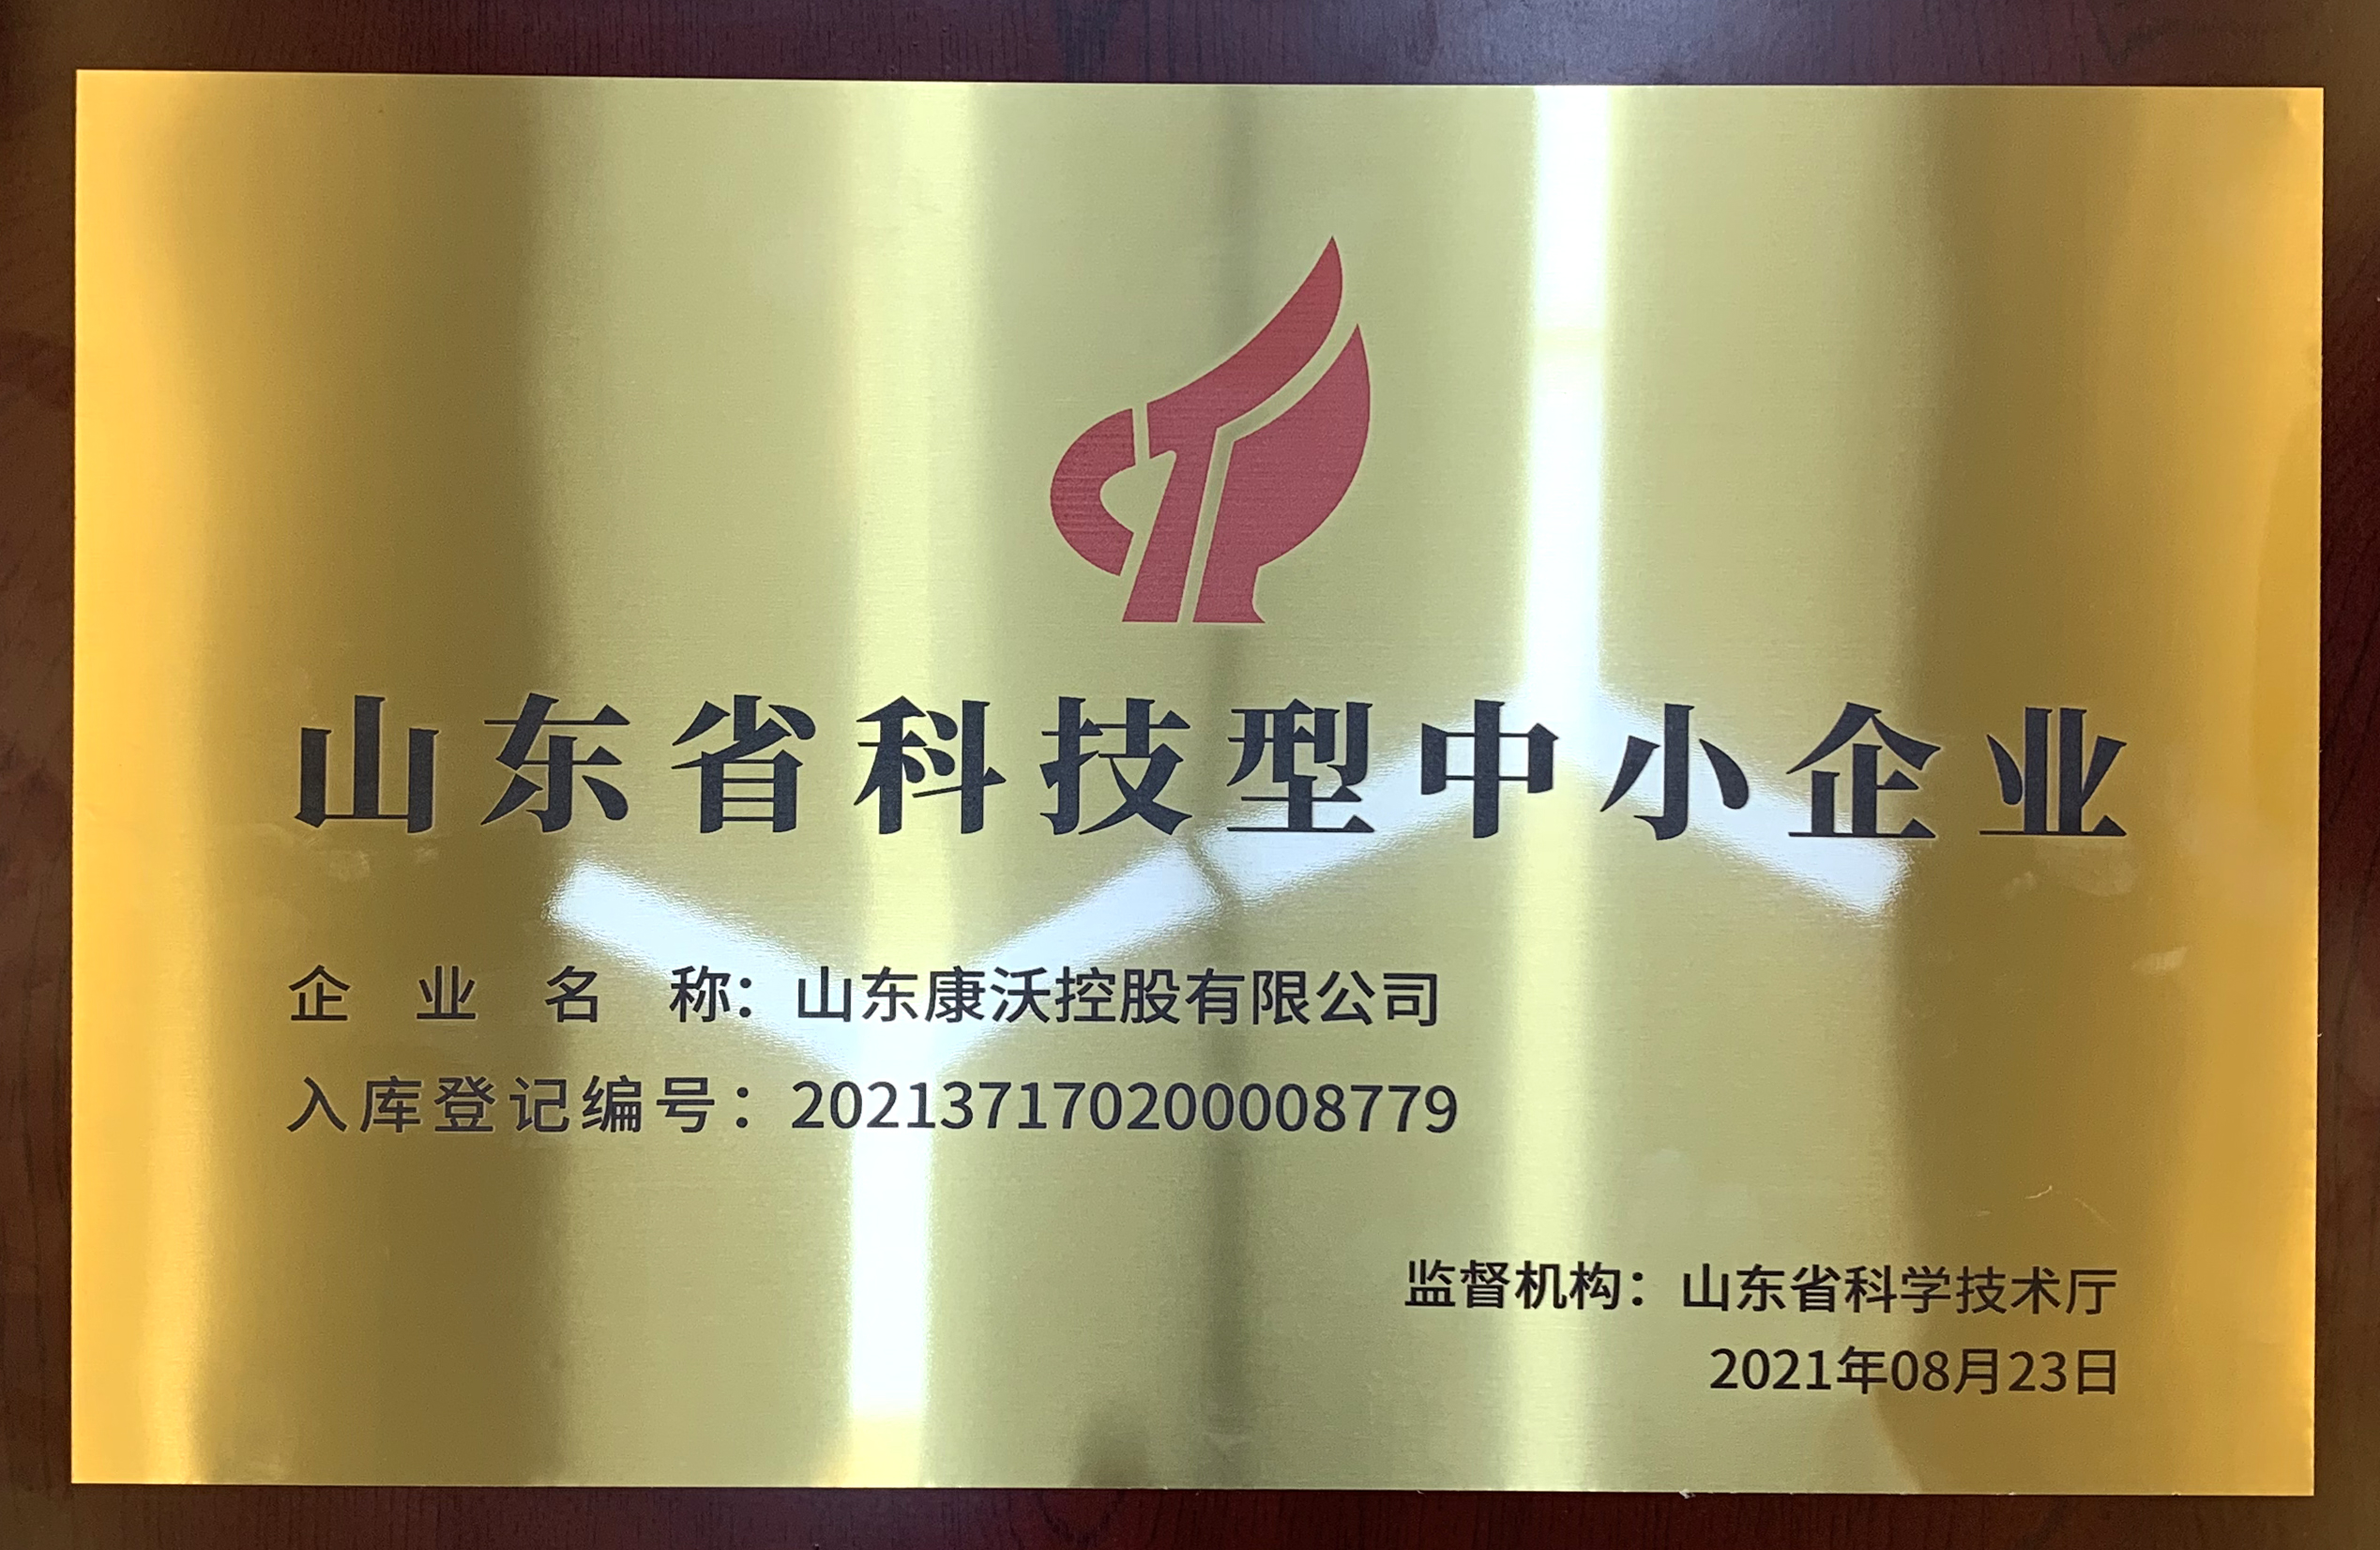 山东省科技型中小企业
企业名称：山东康沃控股有限公司
入库登记编号：202137170200008779
监督机构：山东省科学技术厅
2021年08月23日